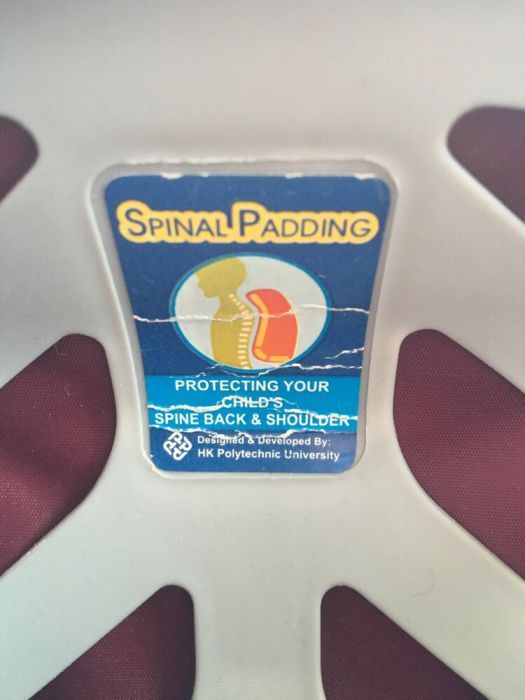 SPINAL PADDING
PROTECTING YOUR
CHILD'S
SPINE BACK & SHOULDER
Designed & Developed By:
HK Polytechnic University